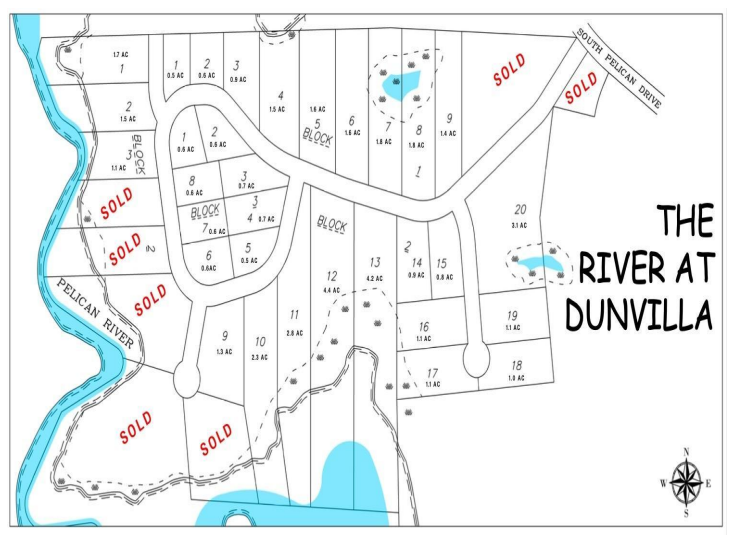 SOUTH PELICAN DRIVE
1.7 AC
1
2
1.5 AC
BLOCK
3
1.1 AC
SOLD
SOLD
2
SOLD
PELICAN RIVER
SOLD
SOLD
1
0.5 AC
2
0.6 AC
3
0.9 AC
4
1.5 AC
1.6 AC
5
BLOCK
6
1.6 AC
7
1.6 AC
8
1.8 AC
1
9
1.4 AC
SOLD
SOLD
1
0.6 AC
2
0.6 AC
8
0.6 AC
3
0.7 AC
BLOCK
3
7 0.6 AC
4 0.7 AC
6
0.6AC
5
0.5 AC
BLOCK
2
9
1.3 AC
10
2.3 AC
11
2.8 AC
12
4.4 AC
13
4.2 AC
14
0.9 AC
15
0.8 AC
16
1.1 AC
17
1.1 AC
18
1.0 AC
19
1.1 AC
20
3.1 AC
THE
RIVER AT
DUNVILLA
N
W E
S